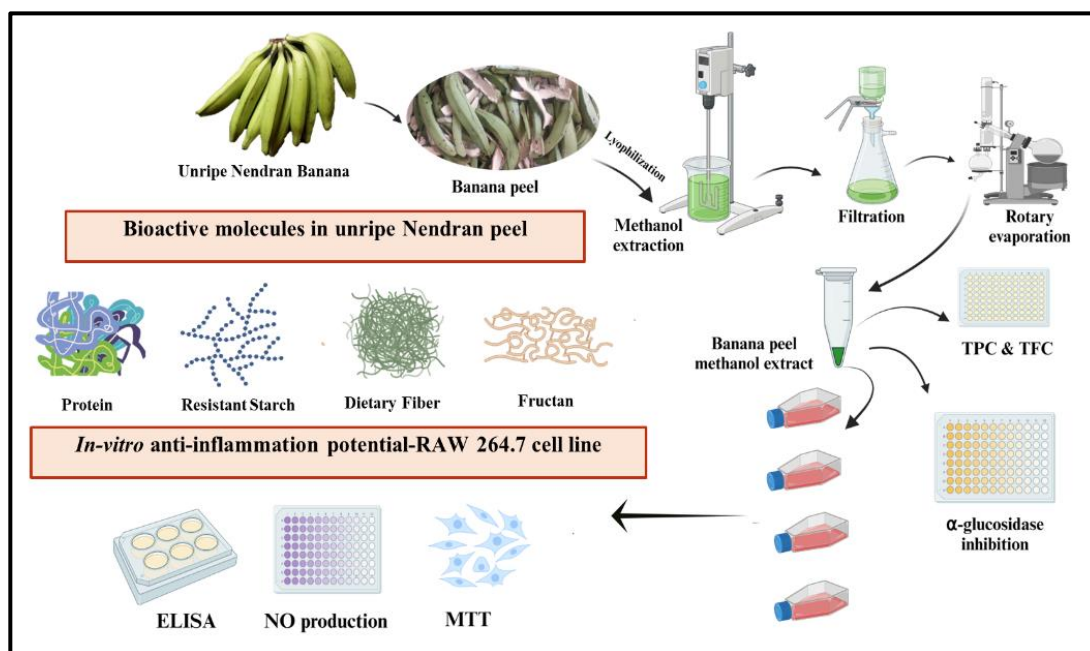 Unripe Nendran Banana
Banana peel
Lyophilization
Methanol
extraction
Filtration
Rotary
evaporation
Bioactive molecules in unripe Nendran peel
Protein
Resistant Starch
Dietary Fiber
Fructan
Banana peel
methanol extract
TPC & TFC
In-vitro anti-inflammation potential-RAW 264.7 cell line
α-glucosidase
inhibition
ELISA
NO production
MTT